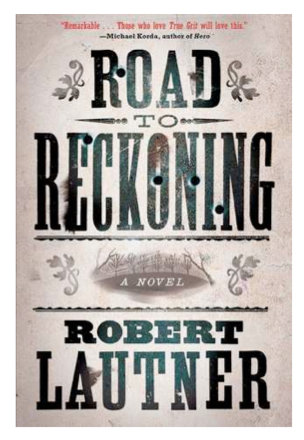 "Remarkable . . . Those who love True Grit will love this."
—Michael Korda, author of Hero
ROAD
TO
RECKONING
A NOVEL
ROBERT
LAUTNER